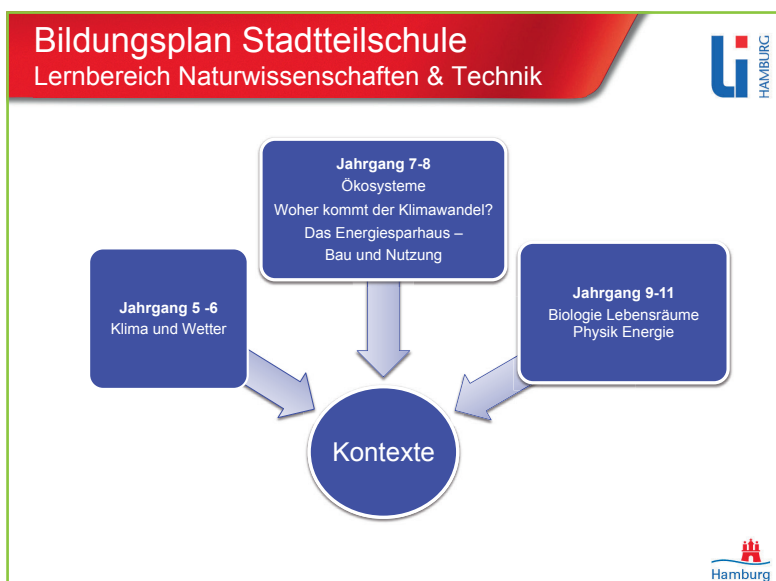 Bildungsplan Stadtteilschule
Lernbereich Naturwissenschaften & Technik
Li
HAMBURG
Jahrgang 7-8
Ökosysteme
Woher kommt der Klimawandel?
Das Energiesparhaus –
Bau und Nutzung
Jahrgang 5 -6
Klima und Wetter
Jahrgang 9-11
Biologie Lebensräume
Physik Energie
Kontexte
Hamburg